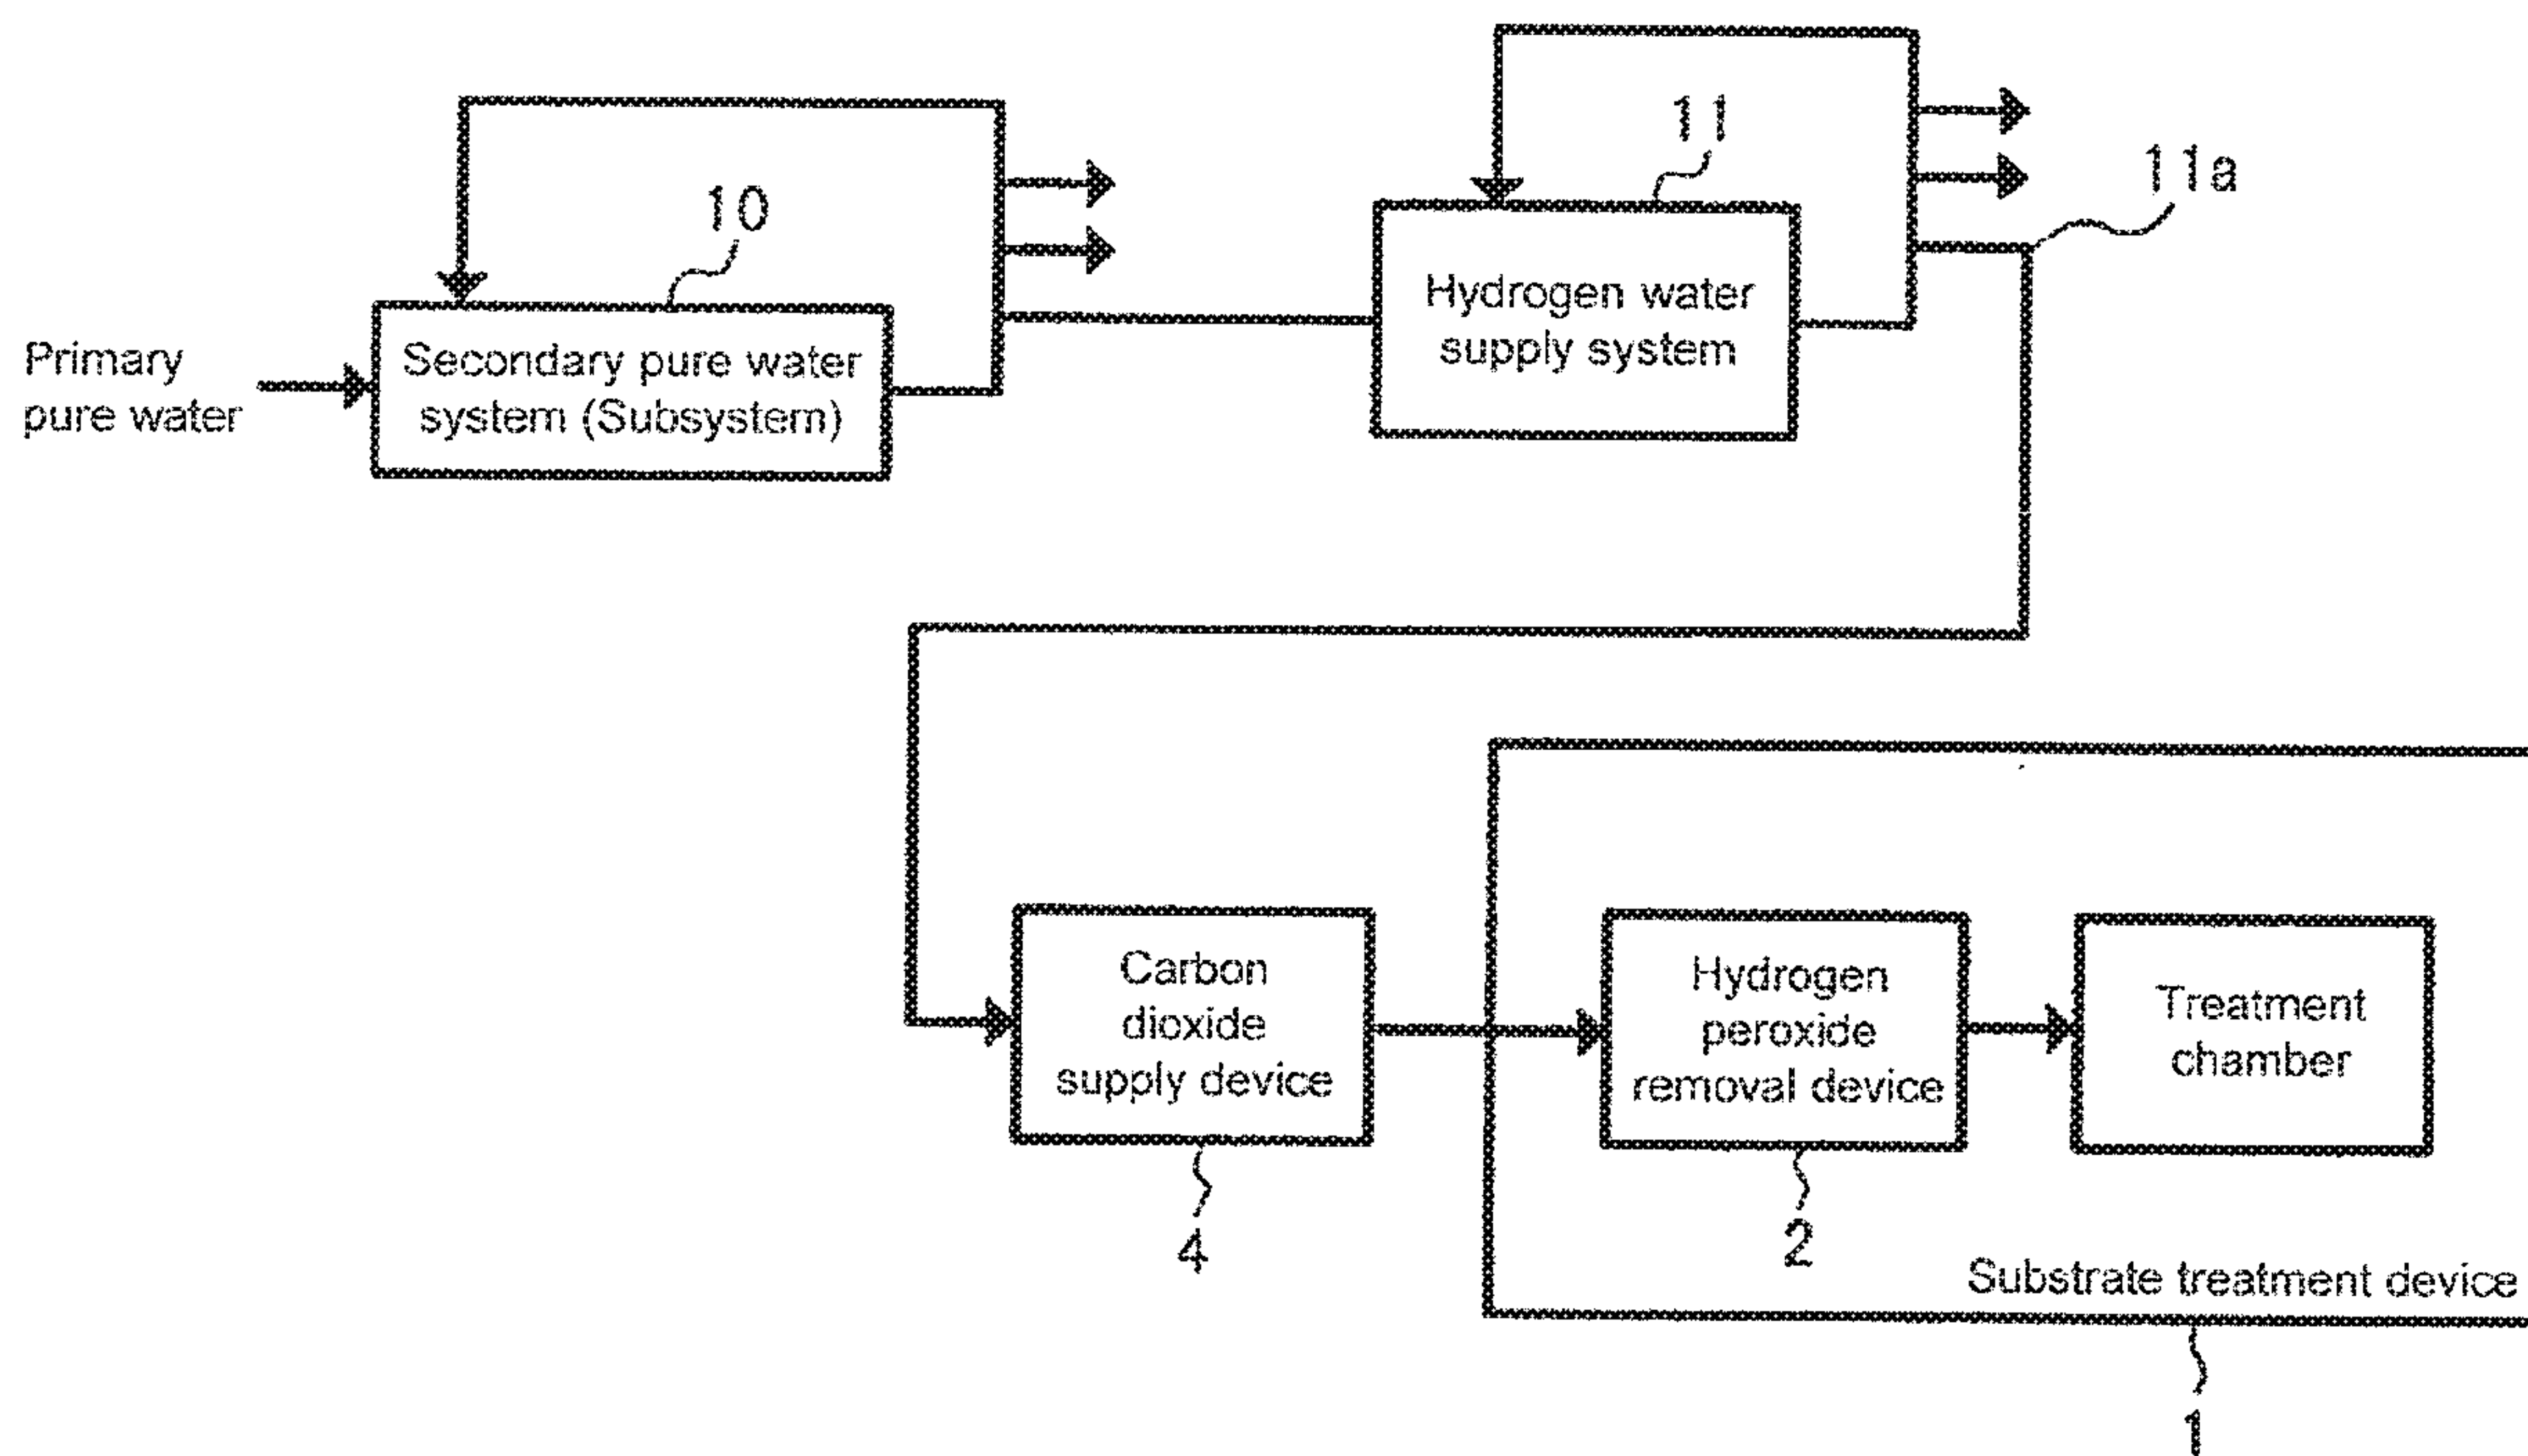 11
11a
10
Hydrogen water
supply system
Primary
pure water
Secondary pure water
system (Subsystem)
Carbon
dioxide
supply device
Hydrogen
peroxide
removal device
Treatment
chamber
4
2
Substrate treatment device
1